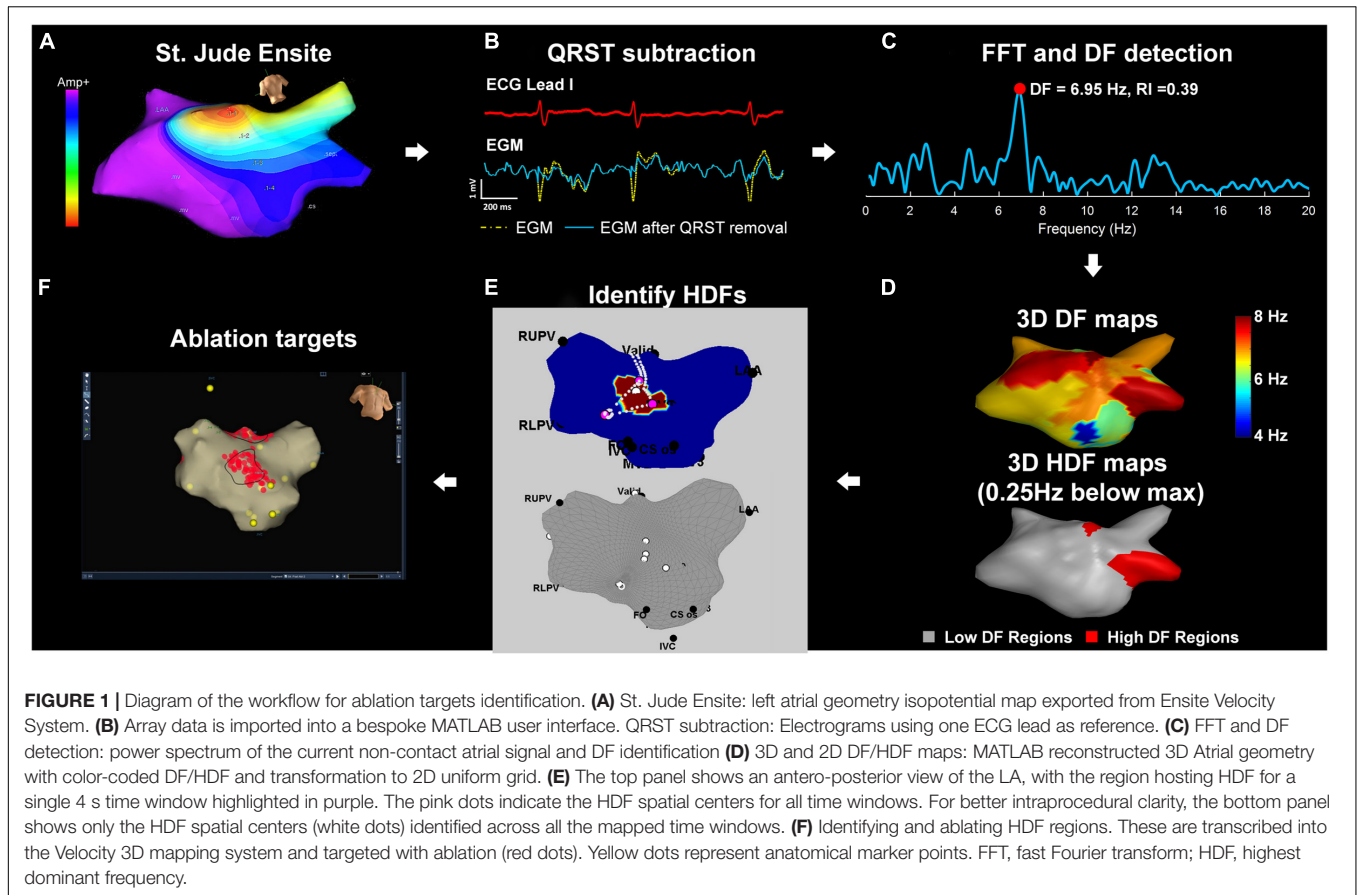 A
St. Jude Ensite
Amp+
LAA
.1-2
.1-4
B
QRST subtraction
ECG Lead I
EGM
1 mV
200 ms
EGM
EGM after QRST removal
C
FFT and DF detection
DF = 6.95 Hz, RI =0.39
0 2 4 6 8 10 12 14 16 18 20
Frequency (Hz)
F
Ablation targets
E
Identify HDFs
RUPV
Valid
LAA
RLPV
CS os
RUPV
Valid
LAA
RLPV
FO
CS os
IVC
D
3D DF maps
8 Hz
6 Hz
4 Hz
3D HDF maps
(0.25Hz below max)
Low DF Regions
High DF Regions
FIGURE 1 | Diagram of the workflow for ablation targets identification. (A) St. Jude Ensite: left atrial geometry isopotential map exported from Ensite Velocity
System. (B) Array data is imported into a bespoke MATLAB user interface. QRST subtraction: Electrograms using one ECG lead as reference. (C) FFT and DF
detection: power spectrum of the current non-contact atrial signal and DF identification (D) 3D and 2D DF/HDF maps: MATLAB reconstructed 3D Atrial geometry
with color-coded DF/HDF and transformation to 2D uniform grid. (E) The top panel shows an antero-posterior view of the LA, with the region hosting HDF for a
single 4 s time window highlighted in purple. The pink dots indicate the HDF spatial centers for all time windows. For better intraprocedural clarity, the bottom panel
shows only the HDF spatial centers (white dots) identified across all the mapped time windows. (F) Identifying and ablating HDF regions. These are transcribed into
the Velocity 3D mapping system and targeted with ablation (red dots). Yellow dots represent anatomical marker points. FFT, fast Fourier transform; HDF, highest
dominant frequency.